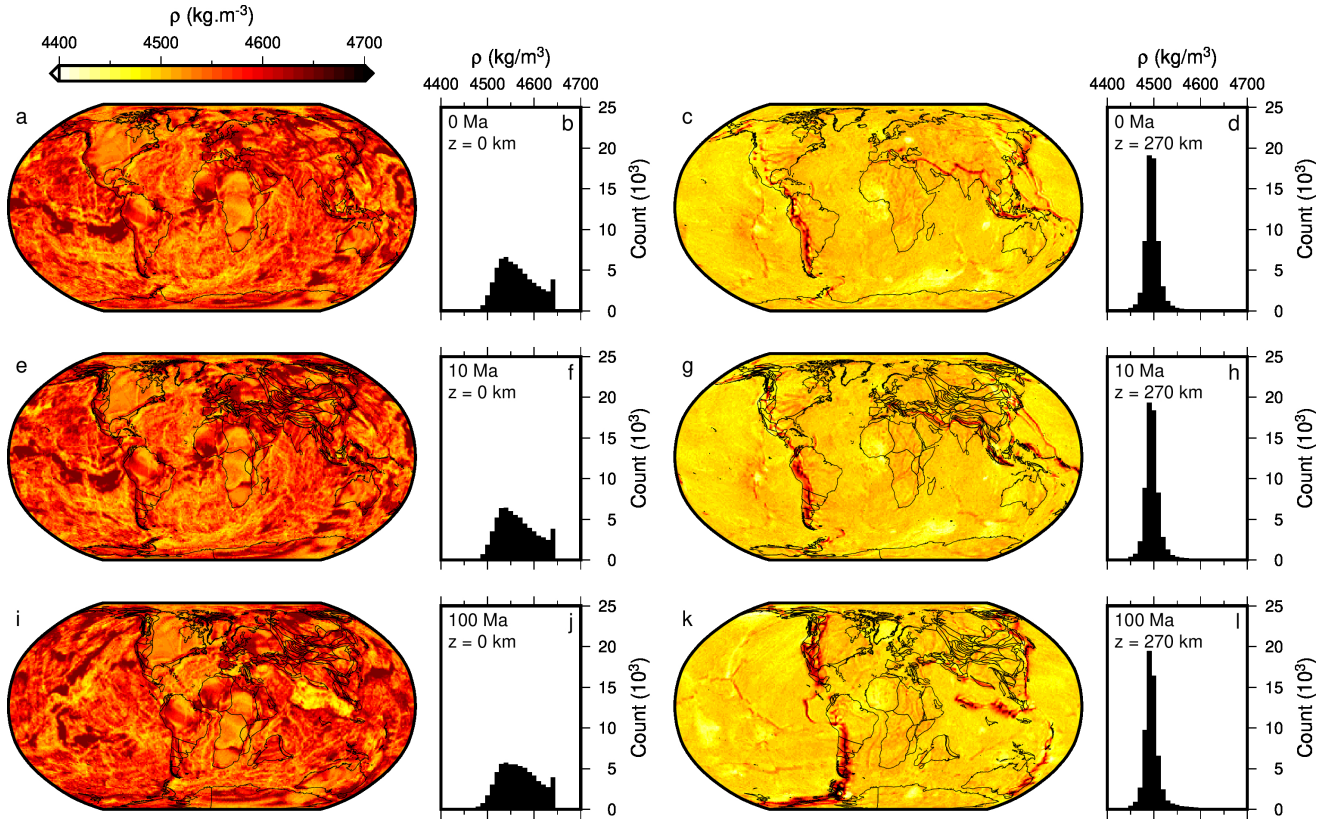 ρ (kg.m-3)
4400 4500 4600 4700
ρ (kg/m3)
4400 4500 4600 4700
ρ (kg/m3)
4400 4500 4600 4700
a
0 Ma b
z = 0 km
0 5 10 15 20 25
Count (10³)
c
0 Ma d
z = 270 km
0 5 10 15 20 25
Count (10³)
e
10 Ma f
z = 0 km
0 5 10 15 20 25
Count (10³)
g
10 Ma h
z = 270 km
0 5 10 15 20 25
Count (10³)
i
100 Ma j
z = 0 km
0 5 10 15 20 25
Count (10³)
k
100 Ma l
z = 270 km
0 5 10 15 20 25
Count (10³)